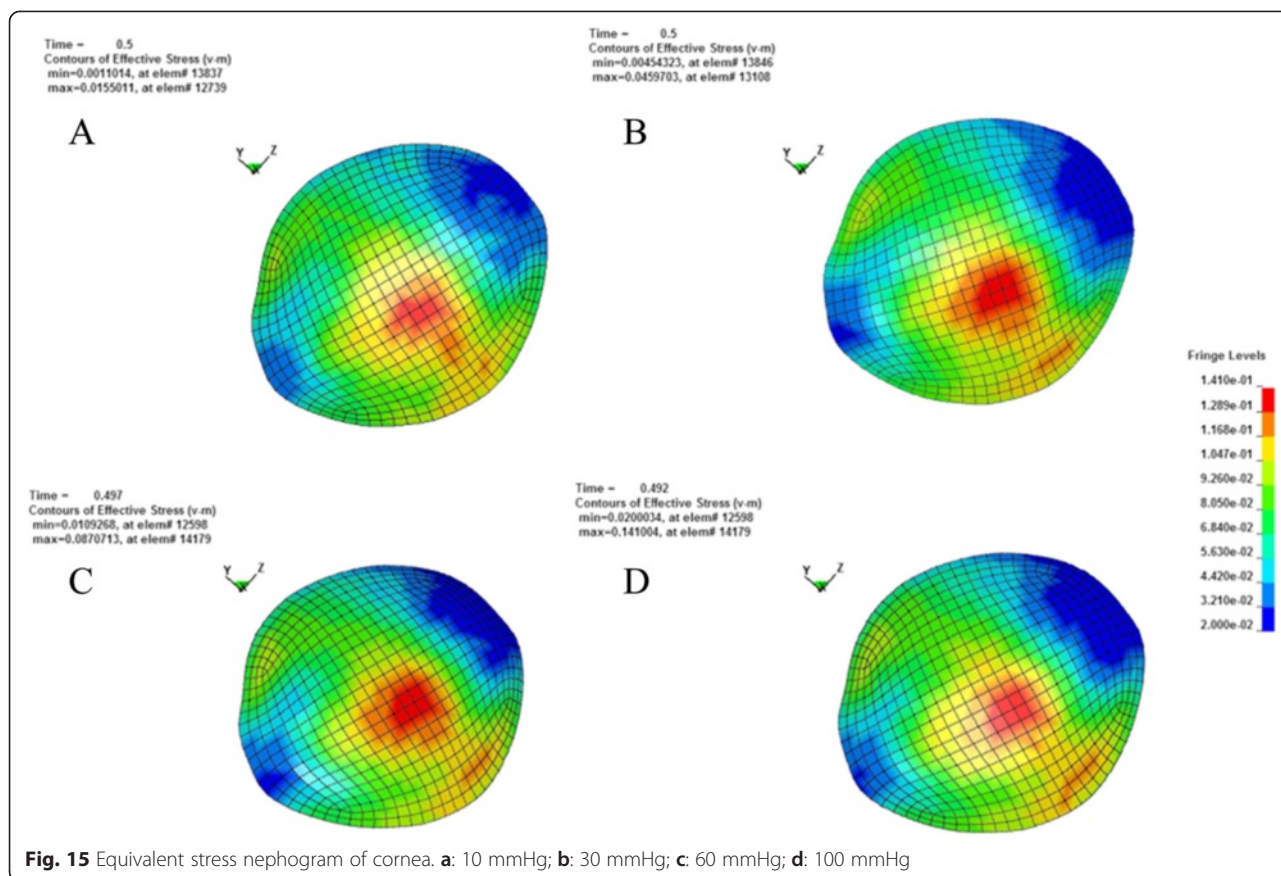 Time = 0.5
Contours of Effective Stress (v-m)
min=0.0011014, at elem# 13837
max=0.0155011, at elem# 12739
A
Y Z
Time = 0.5
Contours of Effective Stress (v-m)
min=0.00454323, at elem# 13846
max=0.0459703, at elem# 13108
B
Y Z
Time = 0.497
Contours of Effective Stress (v-m)
min=0.0109268, at elem# 12598
max=0.0870713, at elem# 14179
C
Y Z
Time = 0.492
Contours of Effective Stress (v-m)
min=0.0200034, at elem# 12598
max=0.141004, at elem# 14179
D
Y Z
Fringe Levels
1.410e-01
1.289e-01
1.168e-01
1.047e-01
9.260e-02
8.050e-02
6.840e-02
5.630e-02
4.420e-02
3.210e-02
2.000e-02
Fig. 15 Equivalent stress nephogram of cornea. a: 10 mmHg; b: 30 mmHg; c: 60 mmHg; d: 100 mmHg